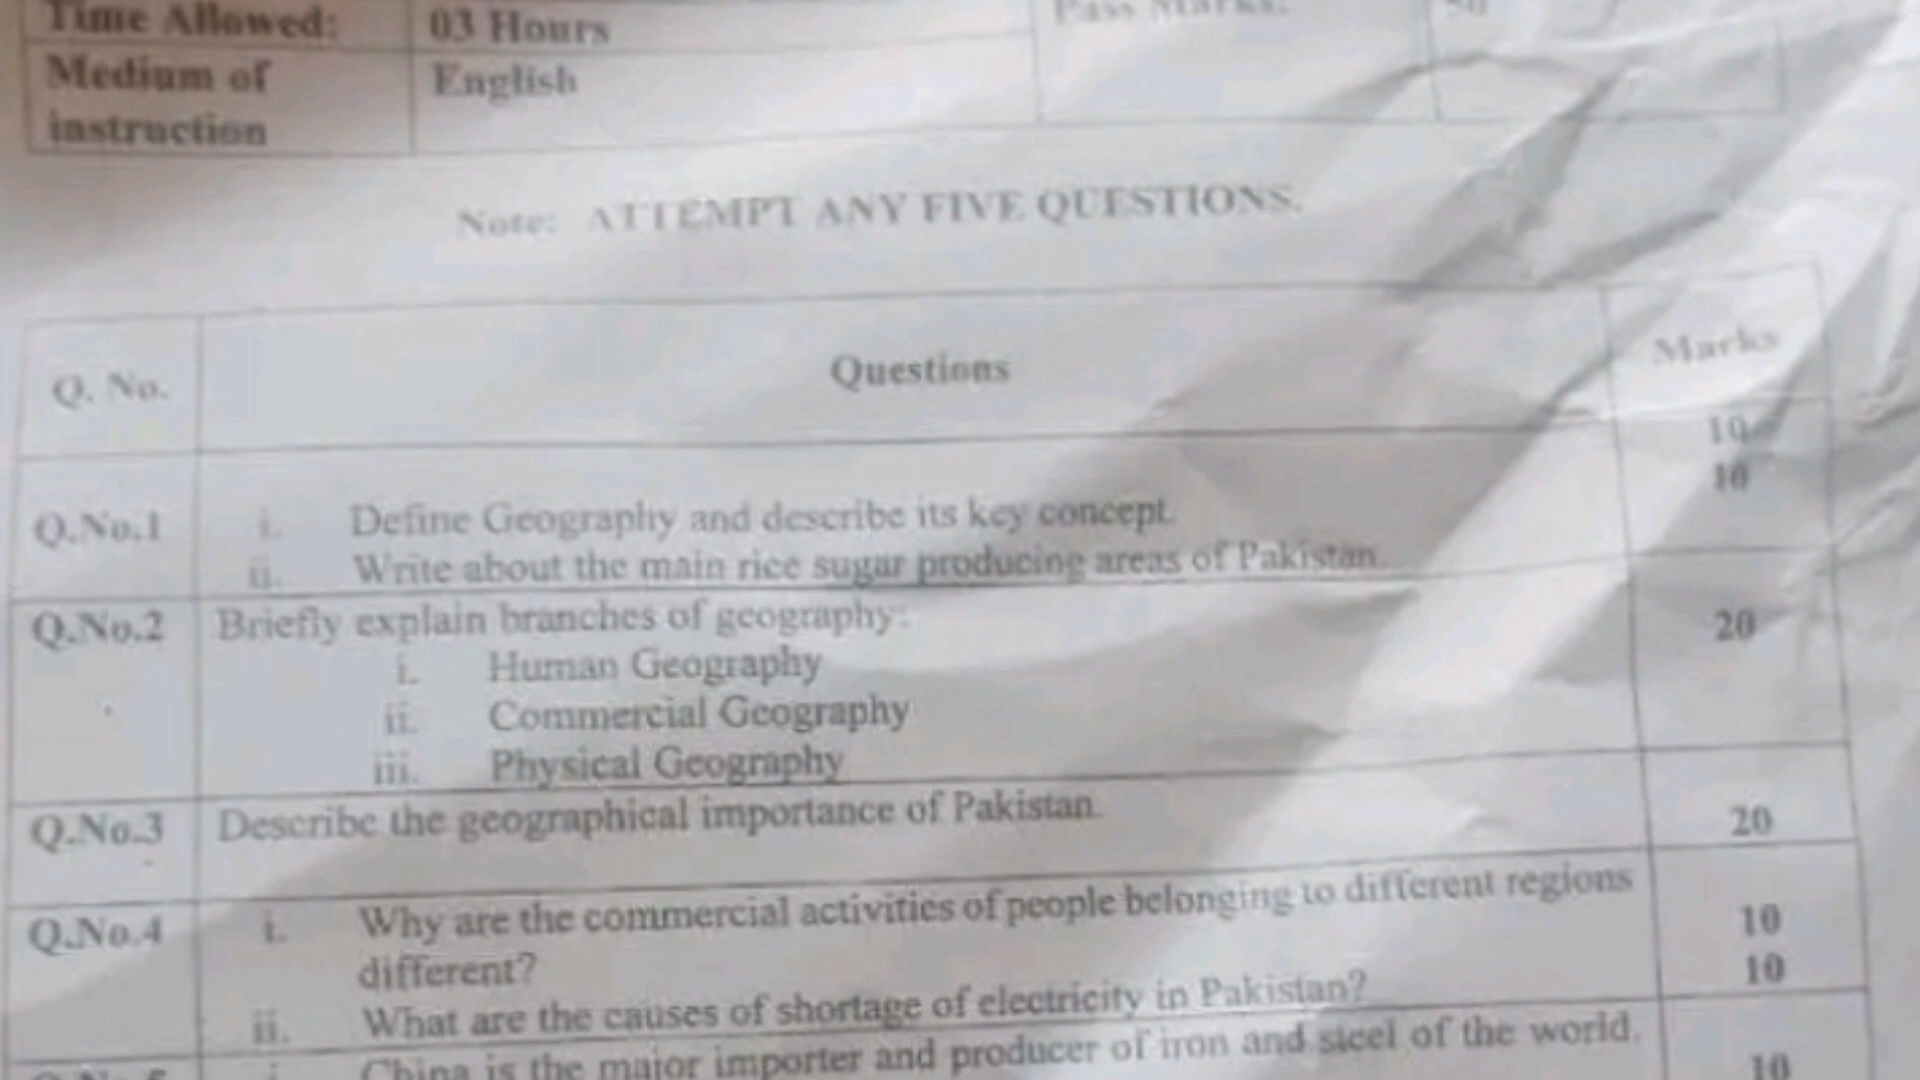 Time Allowed: 03 Hours Pass Marks: 50
Medium of English
instruction
Note: ATTEMPT ANY FIVE QUESTIONS.
Q. No. Questions Marks
10
10
Q.No.1 i. Define Geography and describe its key concept.
ii. Write about the main rice sugar producing areas of Pakistan.
Q.No.2 Briefly explain branches of geography: 20
i. Human Geography
ii. Commercial Geography
iii. Physical Geography
Q.No.3 Describe the geographical importance of Pakistan. 20
Q.No.4 i. Why are the commercial activities of people belonging to different regions 10
different? 10
ii. What are the causes of shortage of electricity in Pakistan?
Q.No.5 i. China is the major importer and producer of iron and steel of the world. 10